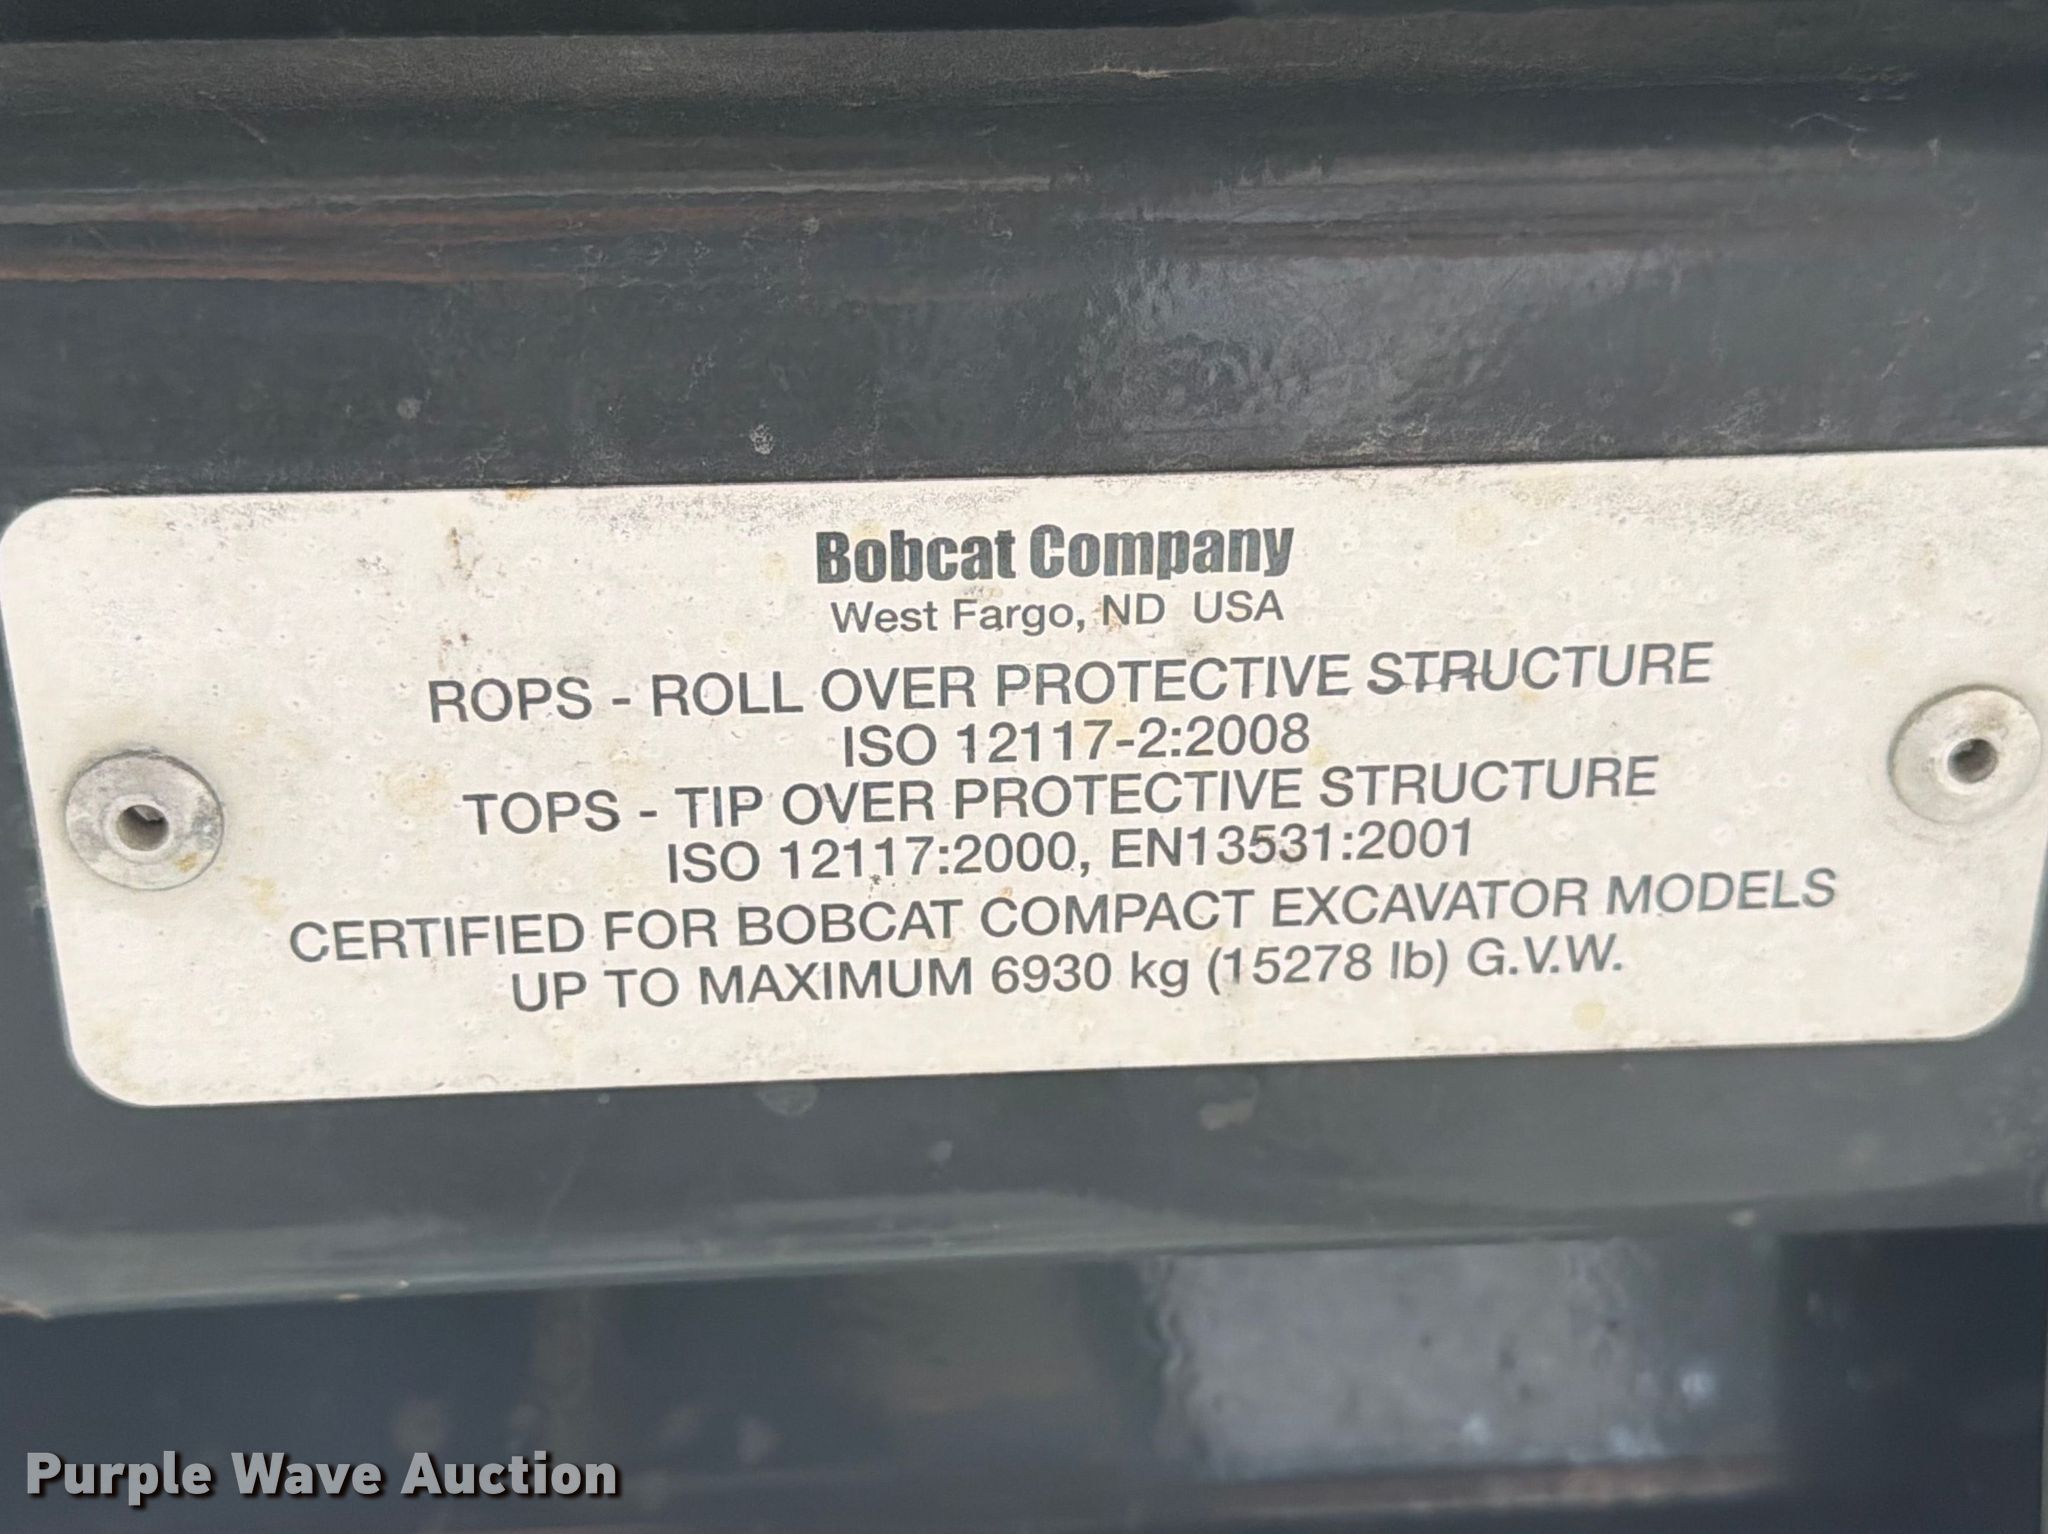 Bobcat Company
West Fargo, ND USA
ROPS - ROLL OVER PROTECTIVE STRUCTURE
ISO 12117-2:2008
TOPS - TIP OVER PROTECTIVE STRUCTURE
ISO 12117:2000, EN13531:2001
CERTIFIED FOR BOBCAT COMPACT EXCAVATOR MODELS
UP TO MAXIMUM 6930 kg (15278 lb) G.V.W.
Purple Wave Auction